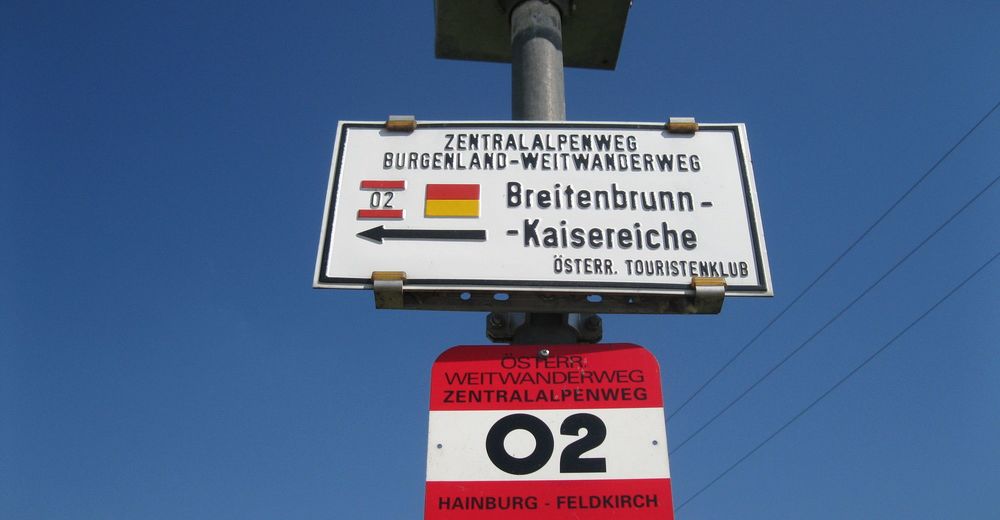 ZENTRALALPENWEG
BURGENLAND-WEITWANDERWEG
02
Breitenbrunn-
-Kaisereiche
ÖSTERR. TOURISTENKLUB
ÖSTERR.
WEITWANDERWEG
ZENTRALALPENWEG
02
HAINBURG - FELDKIRCH